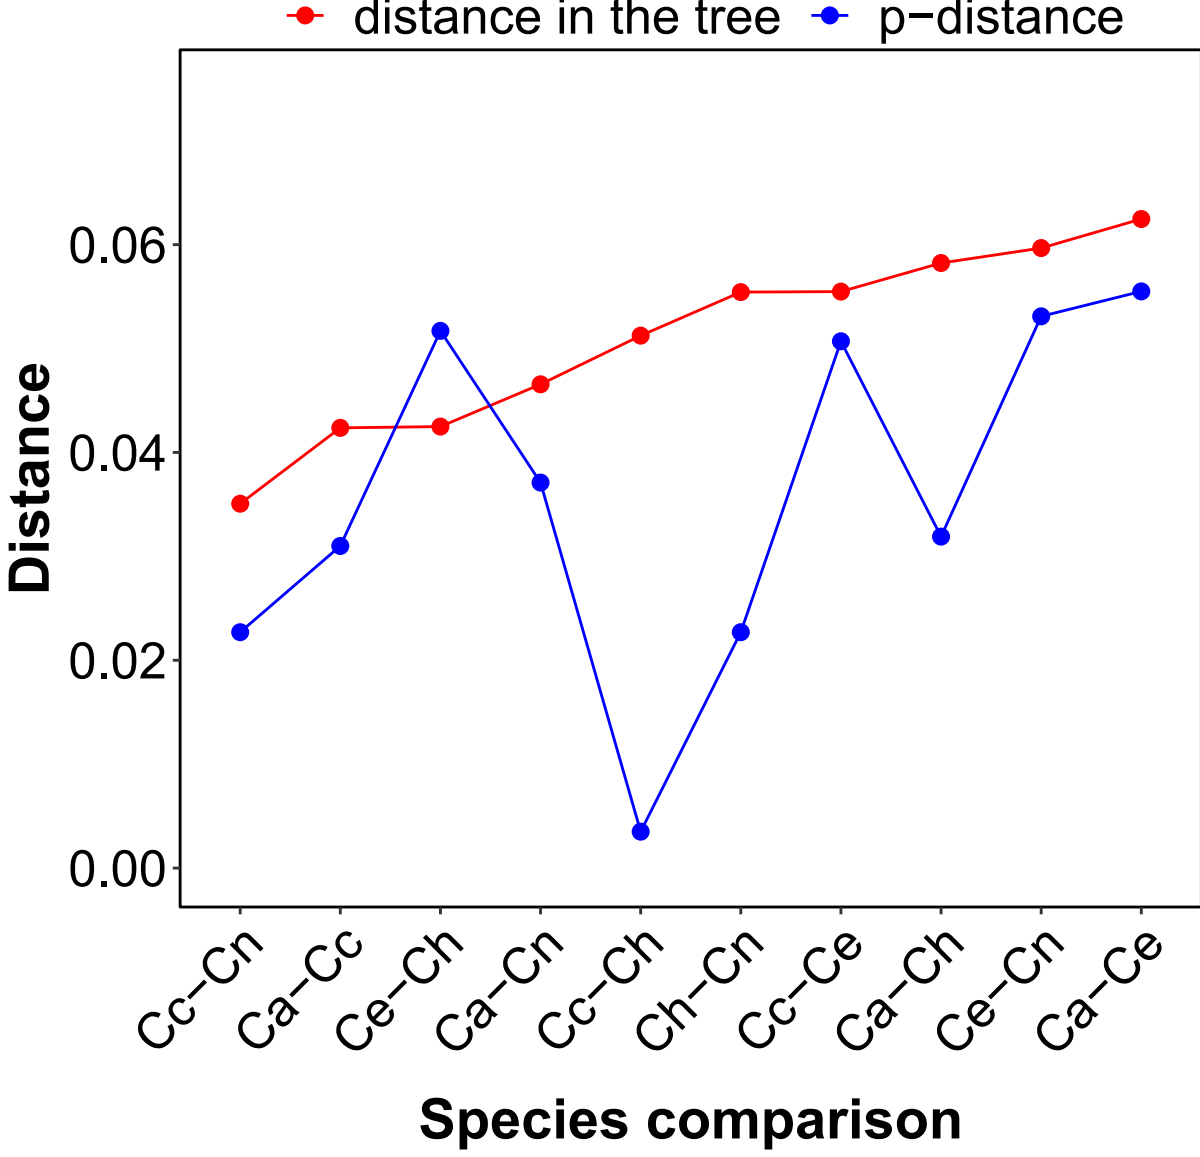 distance in the tree p−distance
Distance
0.06
0.04
0.02
0.00
Cc−Cn Ca−Cc Ce−Ch Ca−Cn Cc−Ch Ch−Cn Cc−Ce Ca−Ch Ce−Cn Ca−Ce
Species comparison